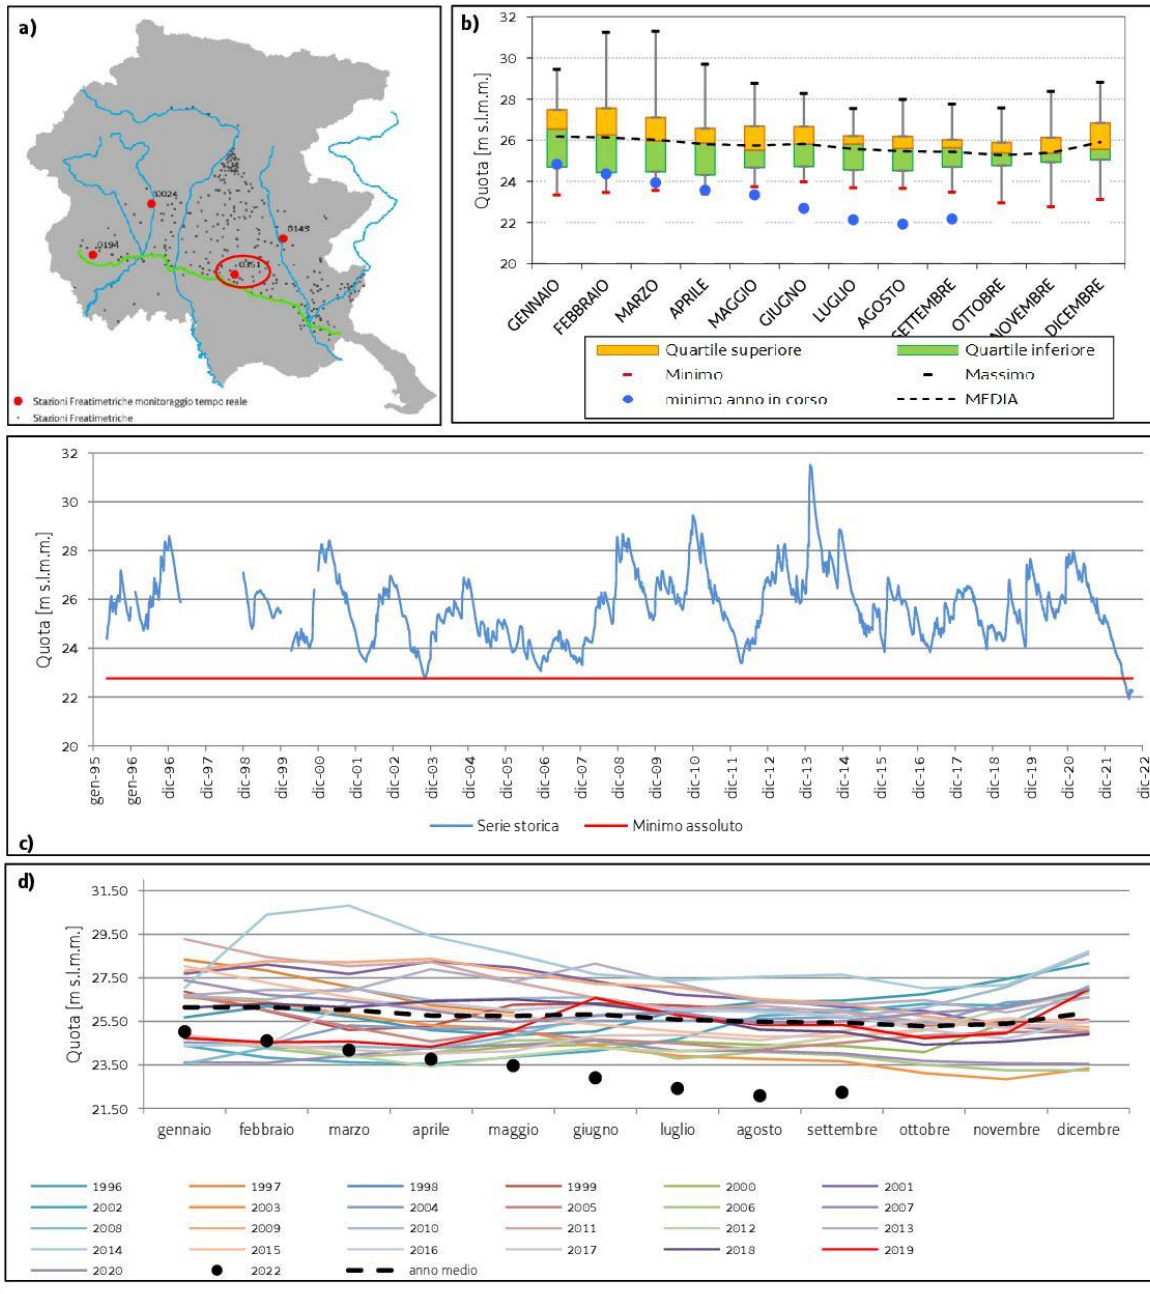 a)
0024
0194
0145
0351
Stazioni Freatimetriche monitoraggio tempo reale
Stazioni Freatimetriche
b)
Quota [m s.l.m.m.]
32
30
28
26
24
22
20
GENNAIO
FEBBRAIO
MARZO
APRILE
MAGGIO
GIUGNO
LUGLIO
AGOSTO
SETTEMBRE
OTTOBRE
NOVEMBRE
DICEMBRE
Quartile superiore
Quartile inferiore
Minimo
Massimo
minimo anno in corso
MEDIA
Quota [m s.l.m.m.]
32
30
28
26
24
22
20
gen-95
gen-96
dic-96
dic-97
dic-98
dic-99
dic-00
dic-01
dic-02
dic-03
dic-04
dic-05
dic-06
dic-07
dic-08
dic-09
dic-10
dic-11
dic-12
dic-13
dic-14
dic-15
dic-16
dic-17
dic-18
dic-19
dic-20
dic-21
dic-22
Serie storica
Minimo assoluto
c)
d)
Quota [m s.l.m.m.]
31.50
29.50
27.50
25.50
23.50
21.50
gennaio
febbraio
marzo
aprile
maggio
giugno
luglio
agosto
settembre
ottobre
novembre
dicembre
1996 1997 1998 1999 2000 2001
2002 2003 2004 2005 2006 2007
2008 2009 2010 2011 2012 2013
2014 2015 2016 2017 2018 2019
2020 2022 anno medio